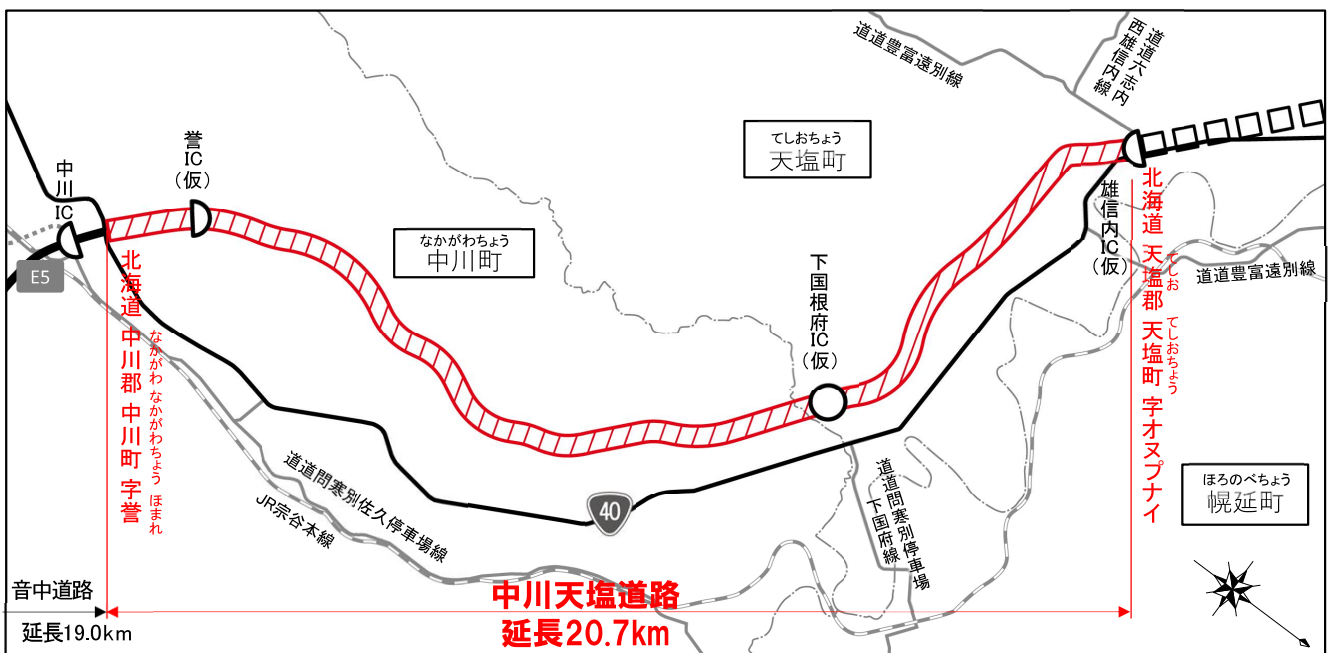 道道豊富遠別線
道道六志内
西雄信内線
てしおちょう
天塩町
誉
IC
(仮)
中川
IC
E5
なかがわちょう
中川町
下国根府
IC
(仮)
雄信内
IC
(仮)
道道豊富遠別線
北海道 中川郡 中川町 字誉
なかがわ なかがわちょう ほまれ
北海道 天塩郡 天塩町 字オヌプナイ
てしお てしおちょう
ほろのべちょう
幌延町
道道問寒別佐久停車場線
JR宗谷本線
40
道道問寒別停車場
下国府線
音中道路
延長19.0km
中川天塩道路
延長20.7km